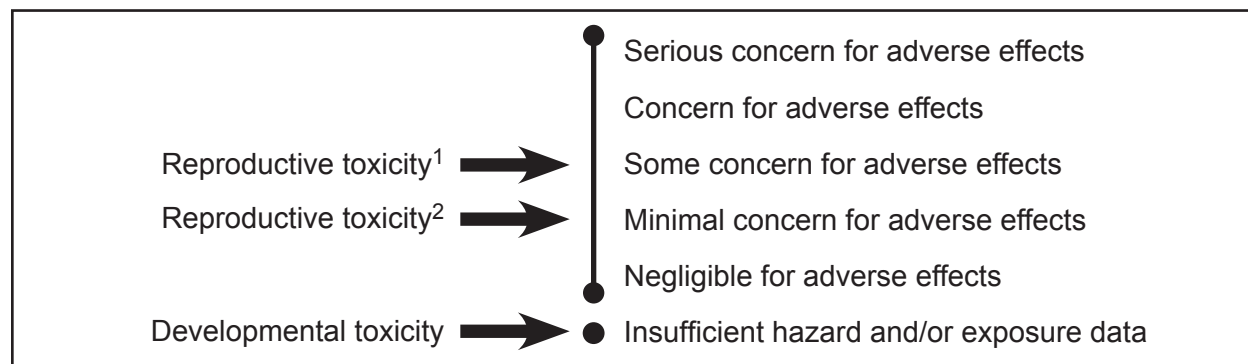 Serious concern for adverse effects
Concern for adverse effects
Reproductive toxicity¹ Some concern for adverse effects
Reproductive toxicity² Minimal concern for adverse effects
Negligible for adverse effects
Developmental toxicity Insufficient hazard and/or exposure data